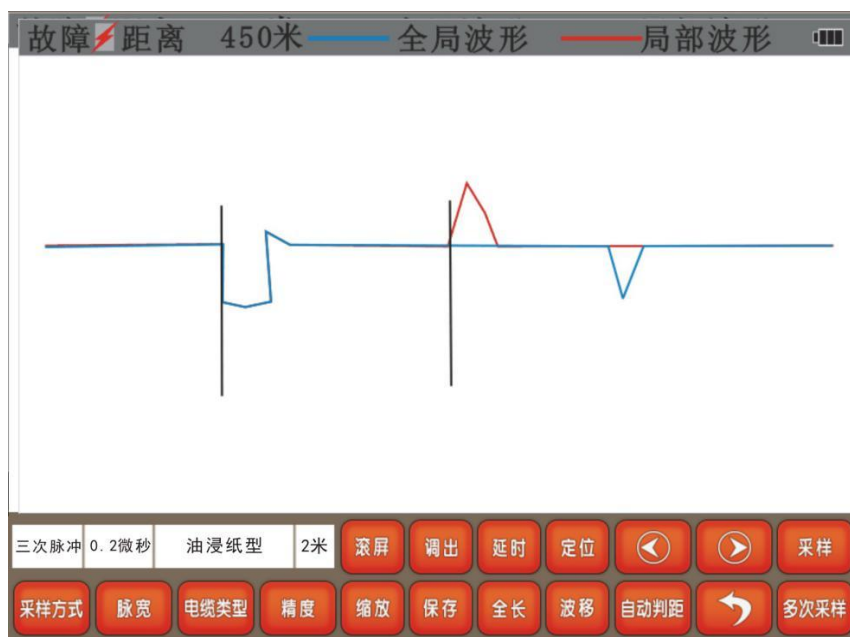 故障 距离 450米 全局波形 局部波形
三次脉冲 0.2微秒 油浸纸型 2米 滚屏 调出 延时 定位 采样
采样方式 脉宽 电缆类型 精度 缩放 保存 全长 波移 自动判距 多次采样